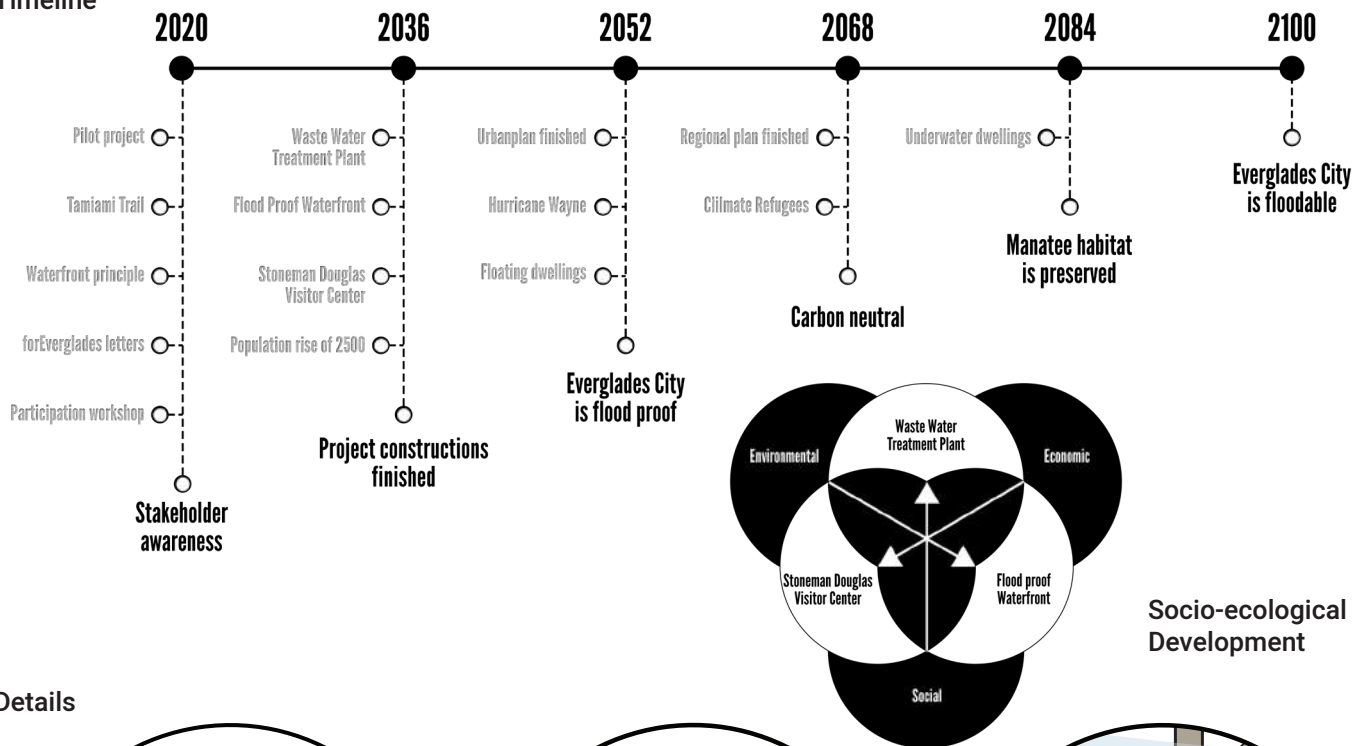 Timeline
2020
2036
2052
2068
2084
2100
Pilot project
Tamiami Trail
Waterfront principle
forEverglades letters
Participation workshop
Stakeholder
awareness
Waste Water
Treatment Plant
Flood Proof Waterfront
Stoneman Douglas
Visitor Center
Population rise of 2500
Project constructions
finished
Urbanplan finished
Hurricane Wayne
Floating dwellings
Everglades City
is flood proof
Regional plan finished
Clilmate Refugees
Carbon neutral
Underwater dwellings
Manatee habitat
is preserved
Everglades City
is floodable
Waste Water
Treatment Plant
Environmental
Economic
Stoneman Douglas
Visitor Center
Flood proof
Waterfront
Social
Socio-ecological
Development
Details